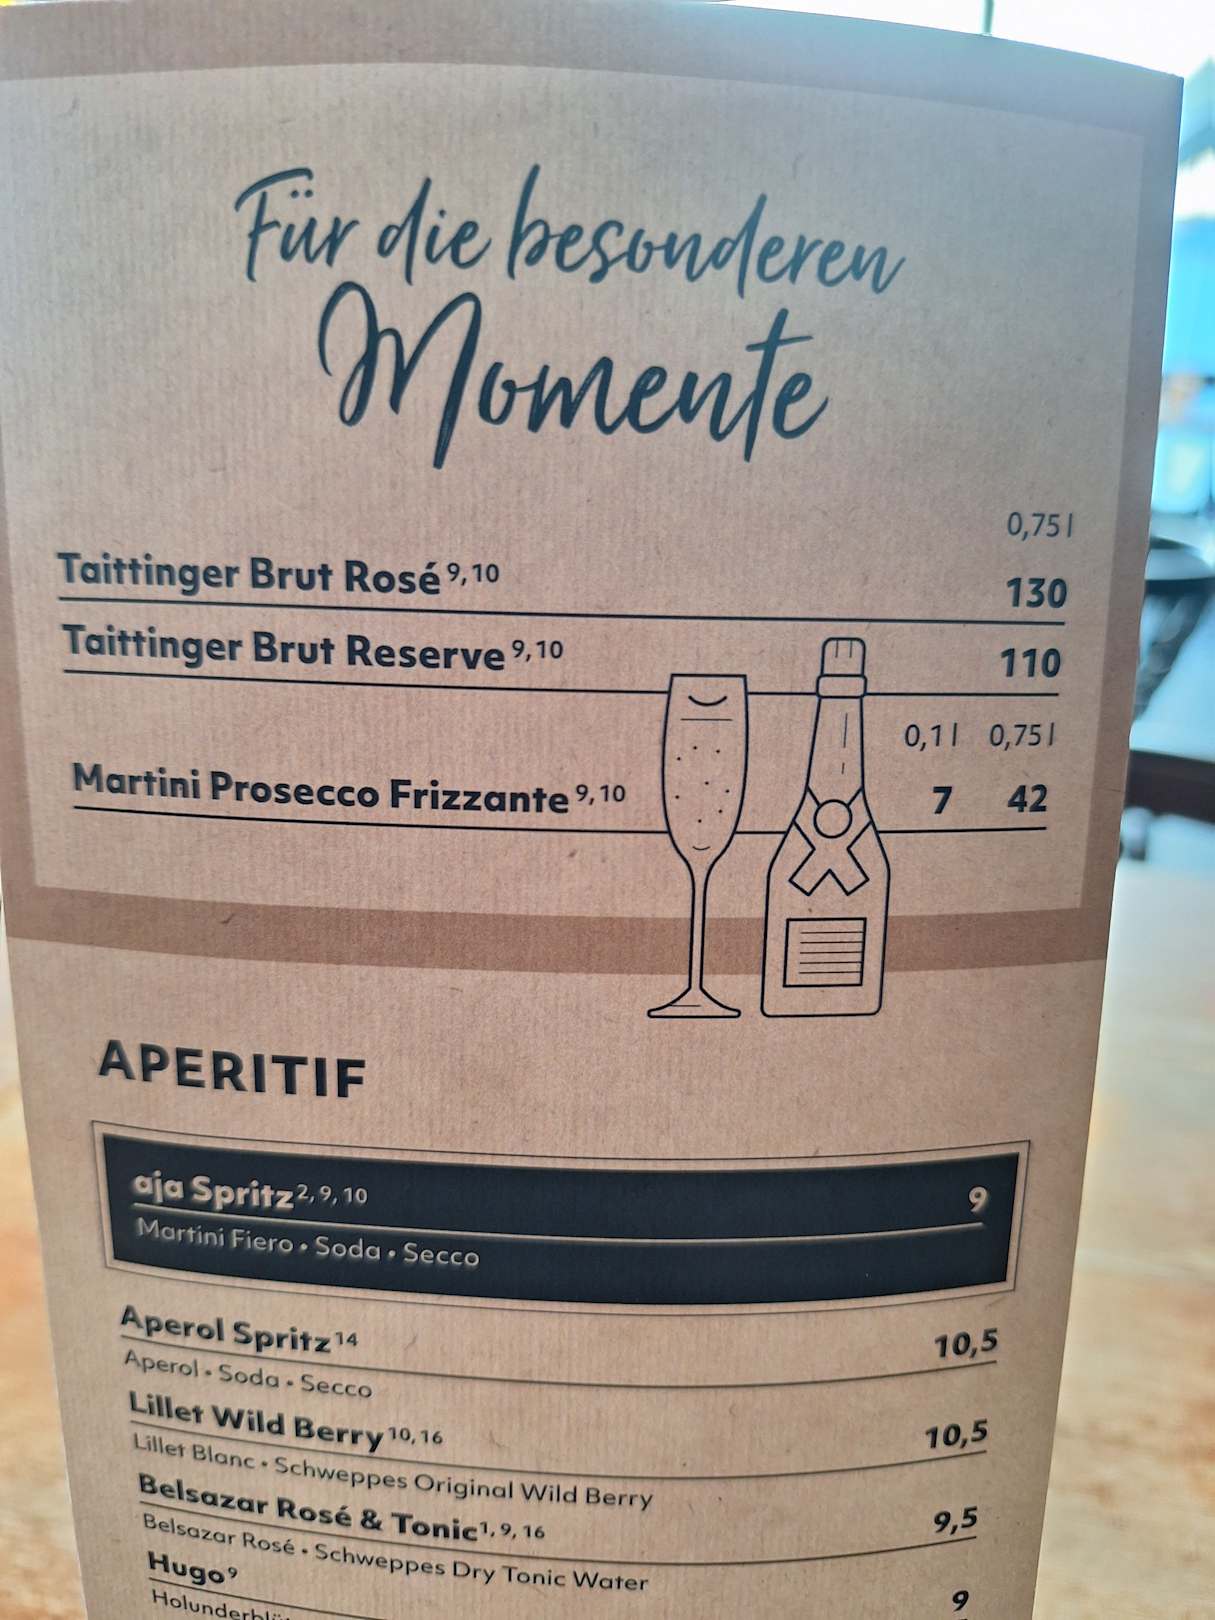 Für die besonderen
Momente
0,75 l
Taittinger Brut Rosé 9,10 130
Taittinger Brut Reserve 9,10 110
0,1 l 0,75 l
Martini Prosecco Frizzante 9,10 7 42
APERITIF
aja Spritz 2, 9, 10 9
Martini Fiero • Soda • Secco
Aperol Spritz 14 10,5
Aperol • Soda • Secco
Lillet Wild Berry 10, 16 10,5
Lillet Blanc • Schweppes Original Wild Berry
Belsazar Rosé & Tonic 1, 9, 16 9,5
Belsazar Rosé • Schweppes Dry Tonic Water
Hugo 9 9